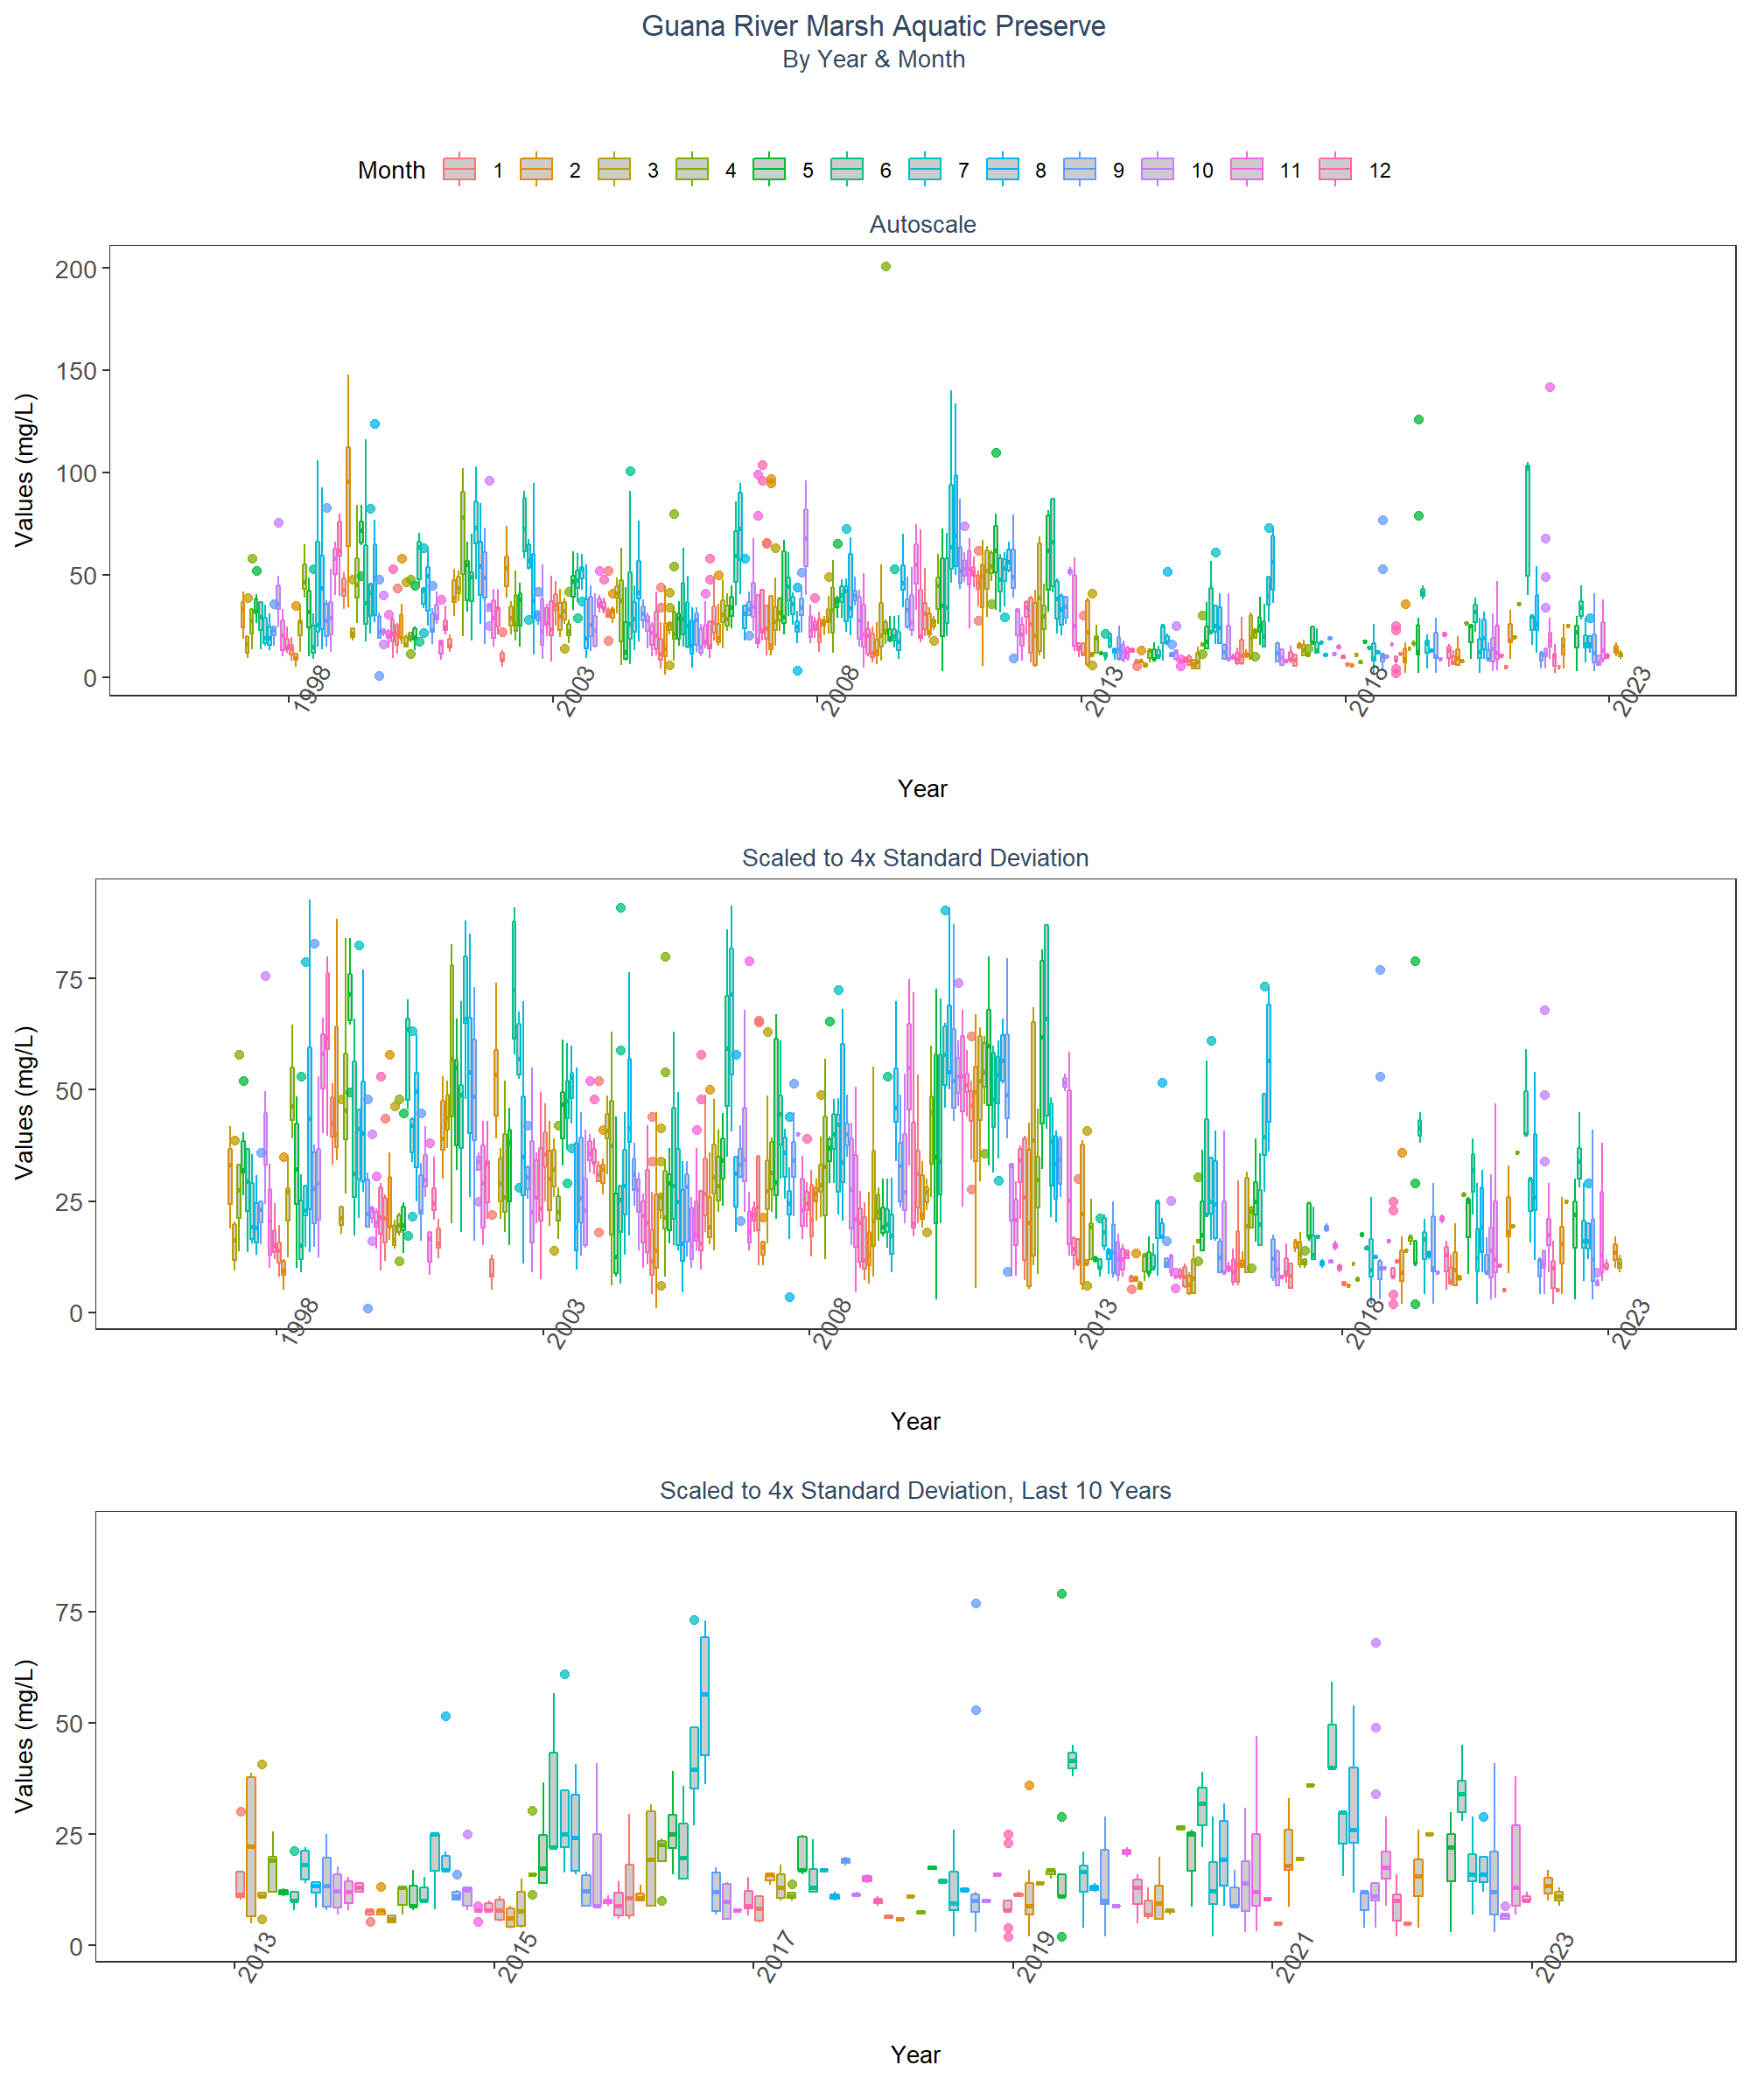 Guana River Marsh Aquatic Preserve
By Year & Month
Month 1 2 3 4 5 6 7 8 9 10 11 12
Autoscale
Values (mg/L)
200
150
100
50
0
1998 2003 2008 2013 2018 2023
Year
Scaled to 4x Standard Deviation
Values (mg/L)
75
50
25
0
1998 2003 2008 2013 2018 2023
Year
Scaled to 4x Standard Deviation, Last 10 Years
Values (mg/L)
75
50
25
0
2013 2015 2017 2019 2021 2023
Year